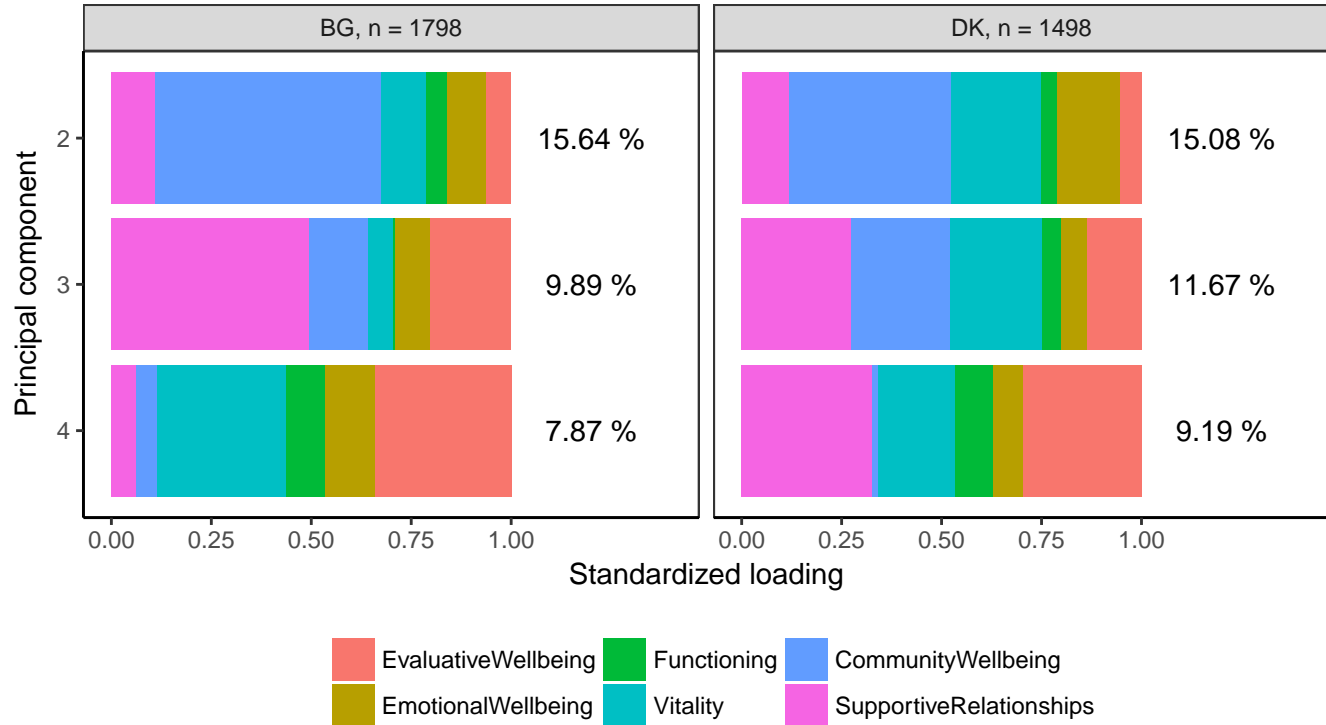 BG, n = 1798
DK, n = 1498
Principal component
2
3
4
15.64 %
9.89 %
7.87 %
15.08 %
11.67 %
9.19 %
0.00 0.25 0.50 0.75 1.00
0.00 0.25 0.50 0.75 1.00
Standardized loading
EvaluativeWellbeing Functioning CommunityWellbeing
EmotionalWellbeing Vitality SupportiveRelationships